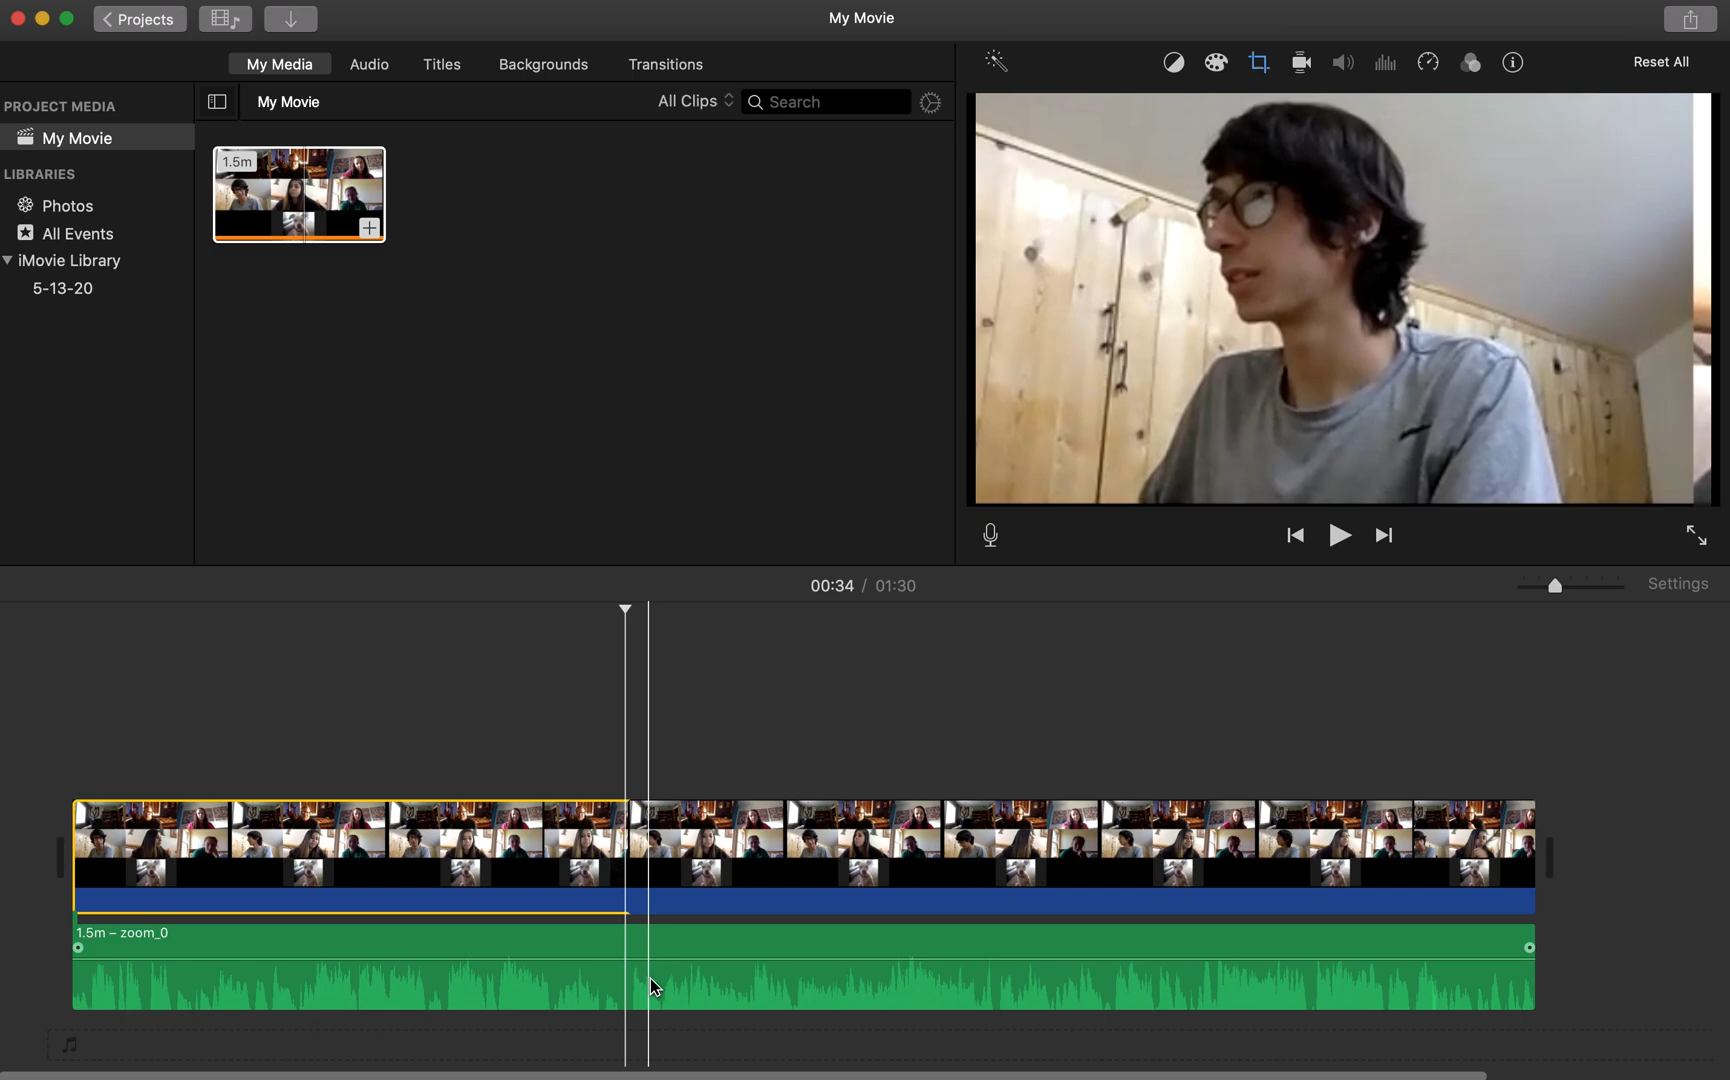 Projects
My Movie
My Media
Audio
Titles
Backgrounds
Transitions
Reset All
PROJECT MEDIA
My Movie
All Clips
Search
My Movie
1.5m
LIBRARIES
Photos
All Events
iMovie Library
5-13-20
00:34 / 01:30
Settings
1.5m – zoom_0